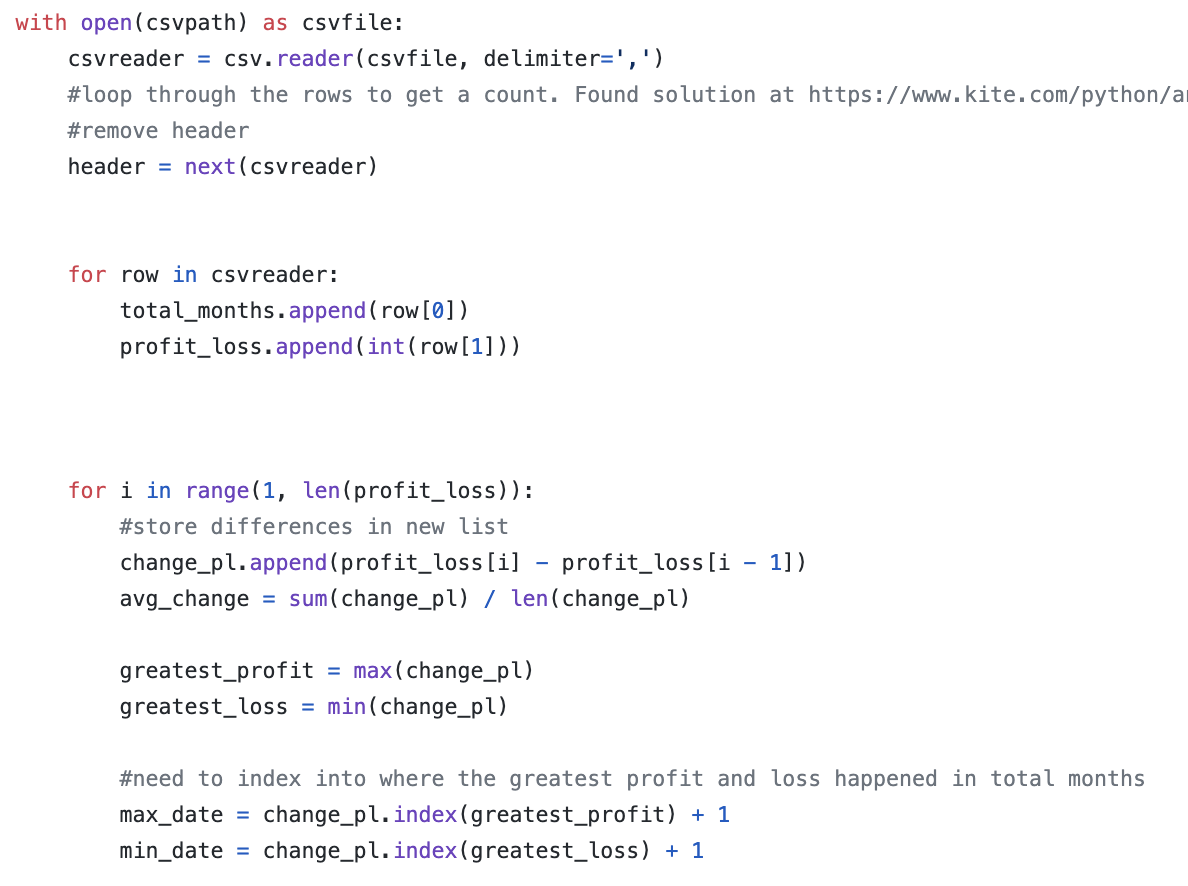 with open(csvpath) as csvfile:
    csvreader = csv.reader(csvfile, delimiter=',')
    #loop through the rows to get a count. Found solution at https://www.kite.com/python/a
    #remove header
    header = next(csvreader)
    for row in csvreader:
        total_months.append(row[0])
        profit_loss.append(int(row[1]))
    for i in range(1, len(profit_loss)):
        #store differences in new list
        change_pl.append(profit_loss[i] - profit_loss[i - 1])
        avg_change = sum(change_pl) / len(change_pl)
        greatest_profit = max(change_pl)
        greatest_loss = min(change_pl)
        #need to index into where the greatest profit and loss happened in total months
        max_date = change_pl.index(greatest_profit) + 1
        min_date = change_pl.index(greatest_loss) + 1